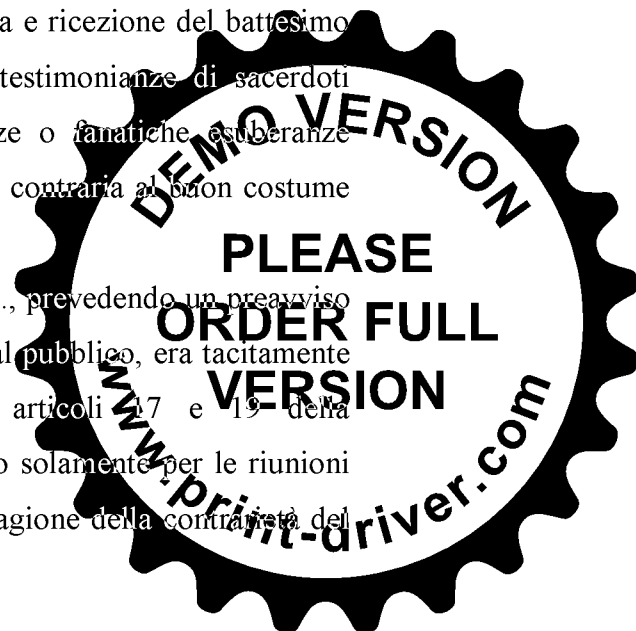 a e ricezione del battesimo
testimonianze di sacerdoti
ze o fanatiche esuberanze
contraria al buon costume
., prevedendo un preavviso
al pubblico, era tacitamente
articoli 17 e 19 della
o solamente per le riunioni
agione della contrarietà del
DEMO VERSION
PLEASE
ORDER FULL
VERSION
www.print-driver.com